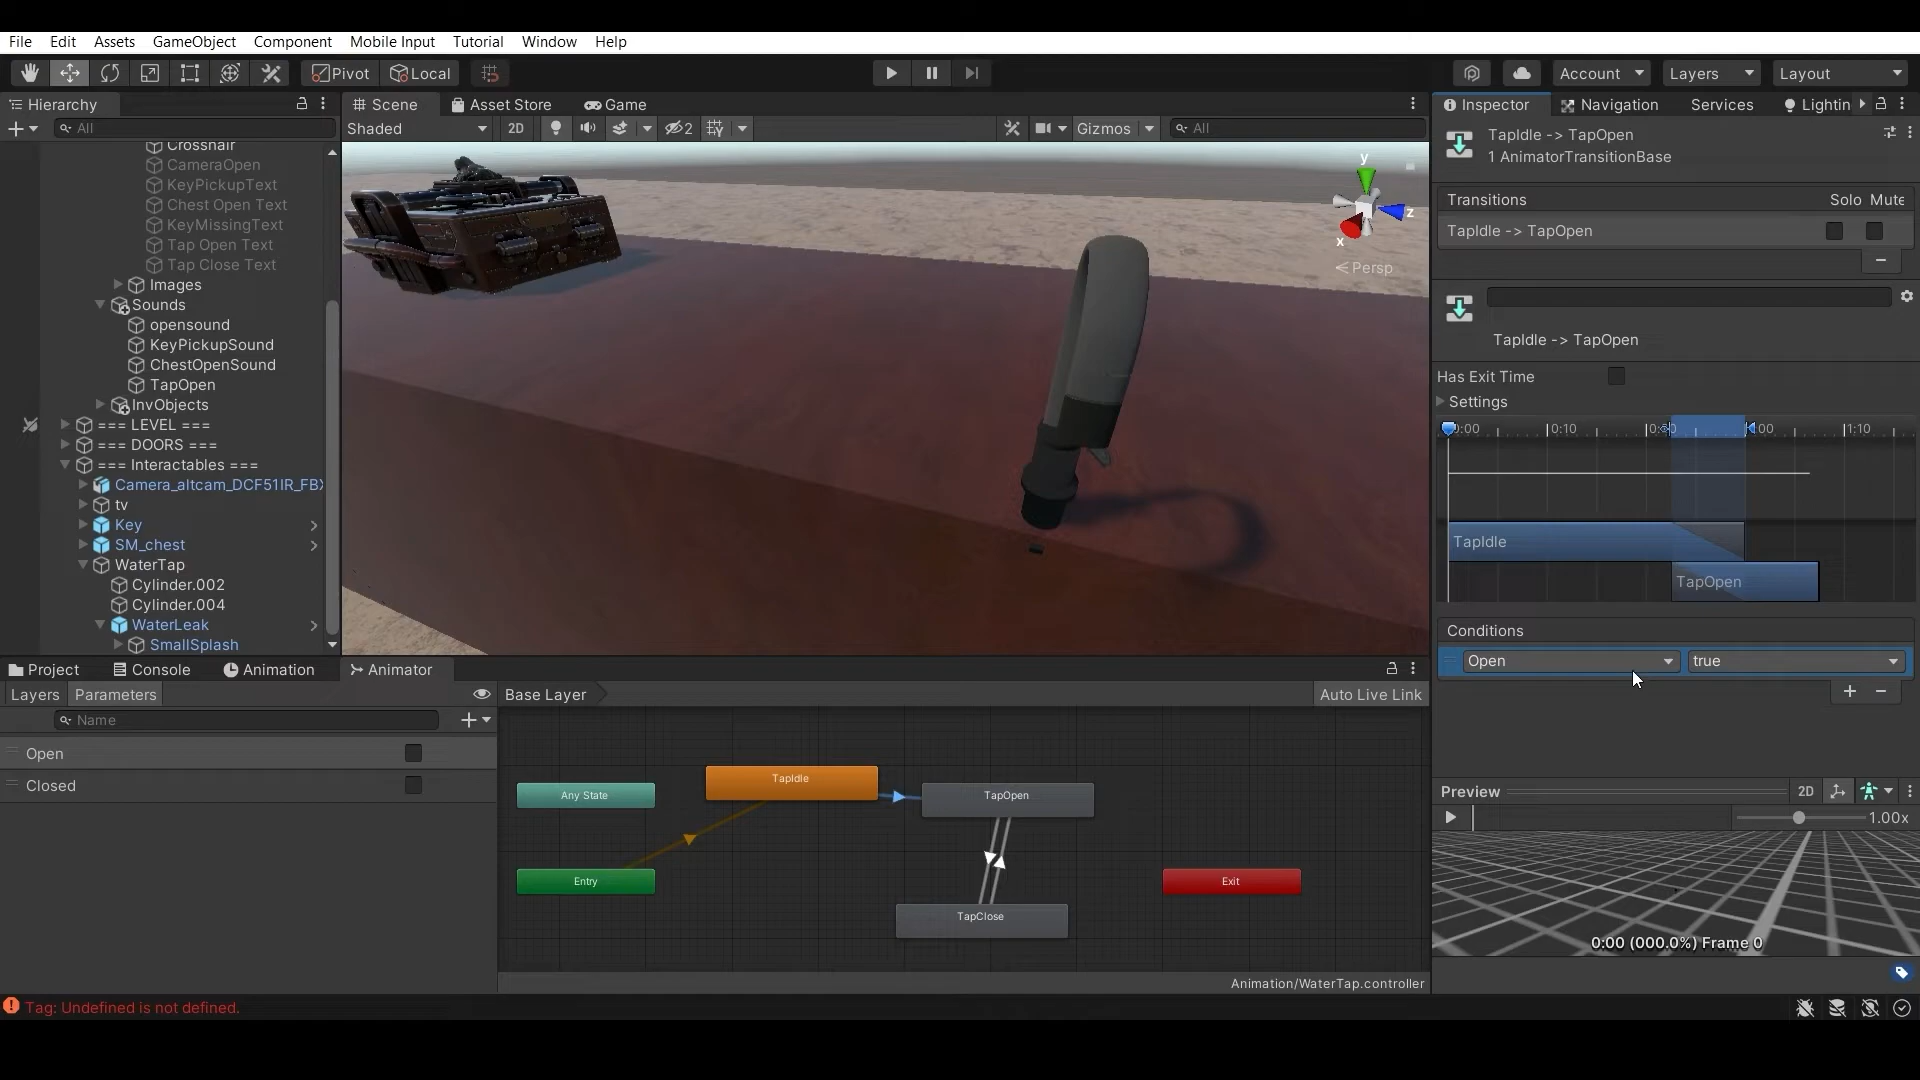 File Edit Assets GameObject Component Mobile Input Tutorial Window Help
Pivot Local Account Layers Layout
Hierarchy
All
Crosshair
CameraOpen
KeyPickupText
Chest Open Text
KeyMissingText
Tap Open Text
Tap Close Text
Images
Sounds
opensound
KeyPickupSound
ChestOpenSound
TapOpen
InvObjects
=== LEVEL ===
=== DOORS ===
=== Interactables ===
Camera_altcam_DCF51IR_FBX
tv
Key
SM_chest
WaterTap
Cylinder.002
Cylinder.004
WaterLeak
SmallSplash
Scene Asset Store Game
Shaded 2D 2 Gizmos All
y
z
x
Persp
Inspector Navigation Services Lightin
TapIdle -> TapOpen
1 AnimatorTransitionBase
Transitions Solo Mute
TapIdle -> TapOpen
TapIdle -> TapOpen
Has Exit Time
Settings
0:00 0:10 1:10
TapIdle
TapOpen
Conditions
Open true
Preview 2D
1.00x
0:00 (000.0%) Frame 0
Project Console Animation Animator
Layers Parameters Base Layer Auto Live Link
Name
Open
Closed
Any State
TapIdle
TapOpen
Entry
Exit
TapClose
Animation/WaterTap.controller
Tag: Undefined is not defined.